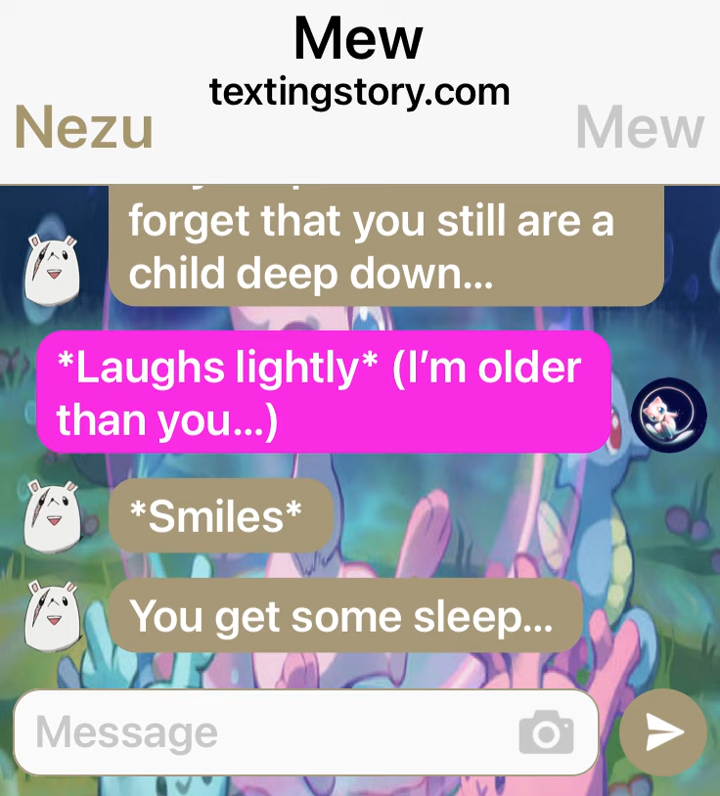 Mew
textingstory.com
Nezu
Mew
forget that you still are a
child deep down...
*Laughs lightly* (I’m older
than you...)
*Smiles*
You get some sleep...
Message